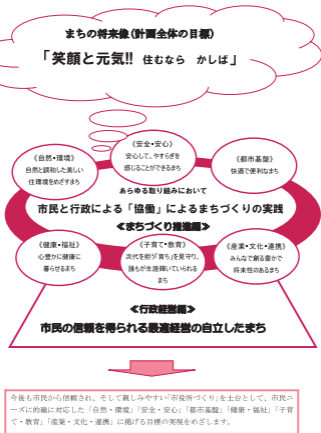 まちの将来像(計画全体の目標)
「笑顔と元気!! 住むなら かしば」
《安全・安心》
安心して、やすらぎを
感じることができるまち
《自然・環境》
自然と調和した美しい
住環境をめざすまち
《都市基盤》
快適で便利なまち
あらゆる取り組みにおいて
市民と行政による「協働」によるまちづくりの実践
≪まちづくり推進編≫
《健康・福祉》
心豊かに健康に
暮らせるまち
《子育て・教育》
次代を担う「育ち」を見守り、
誰もが生涯輝いていられる
まち
《産業・文化・連携》
みんなで創る豊かで
将来性のあるまち
≪行政経営編≫
市民の信頼を得られる最適経営の自立したまち
今後も市民から信頼され、そして親しみやすい「市役所づくり」を土台として、市民ニ
ーズに的確に対応した「自然・環境」「安全・安心」「都市基盤」「健康・福祉」「子育
て・教育」「産業・文化・連携」に掲げる目標の実現をめざします。